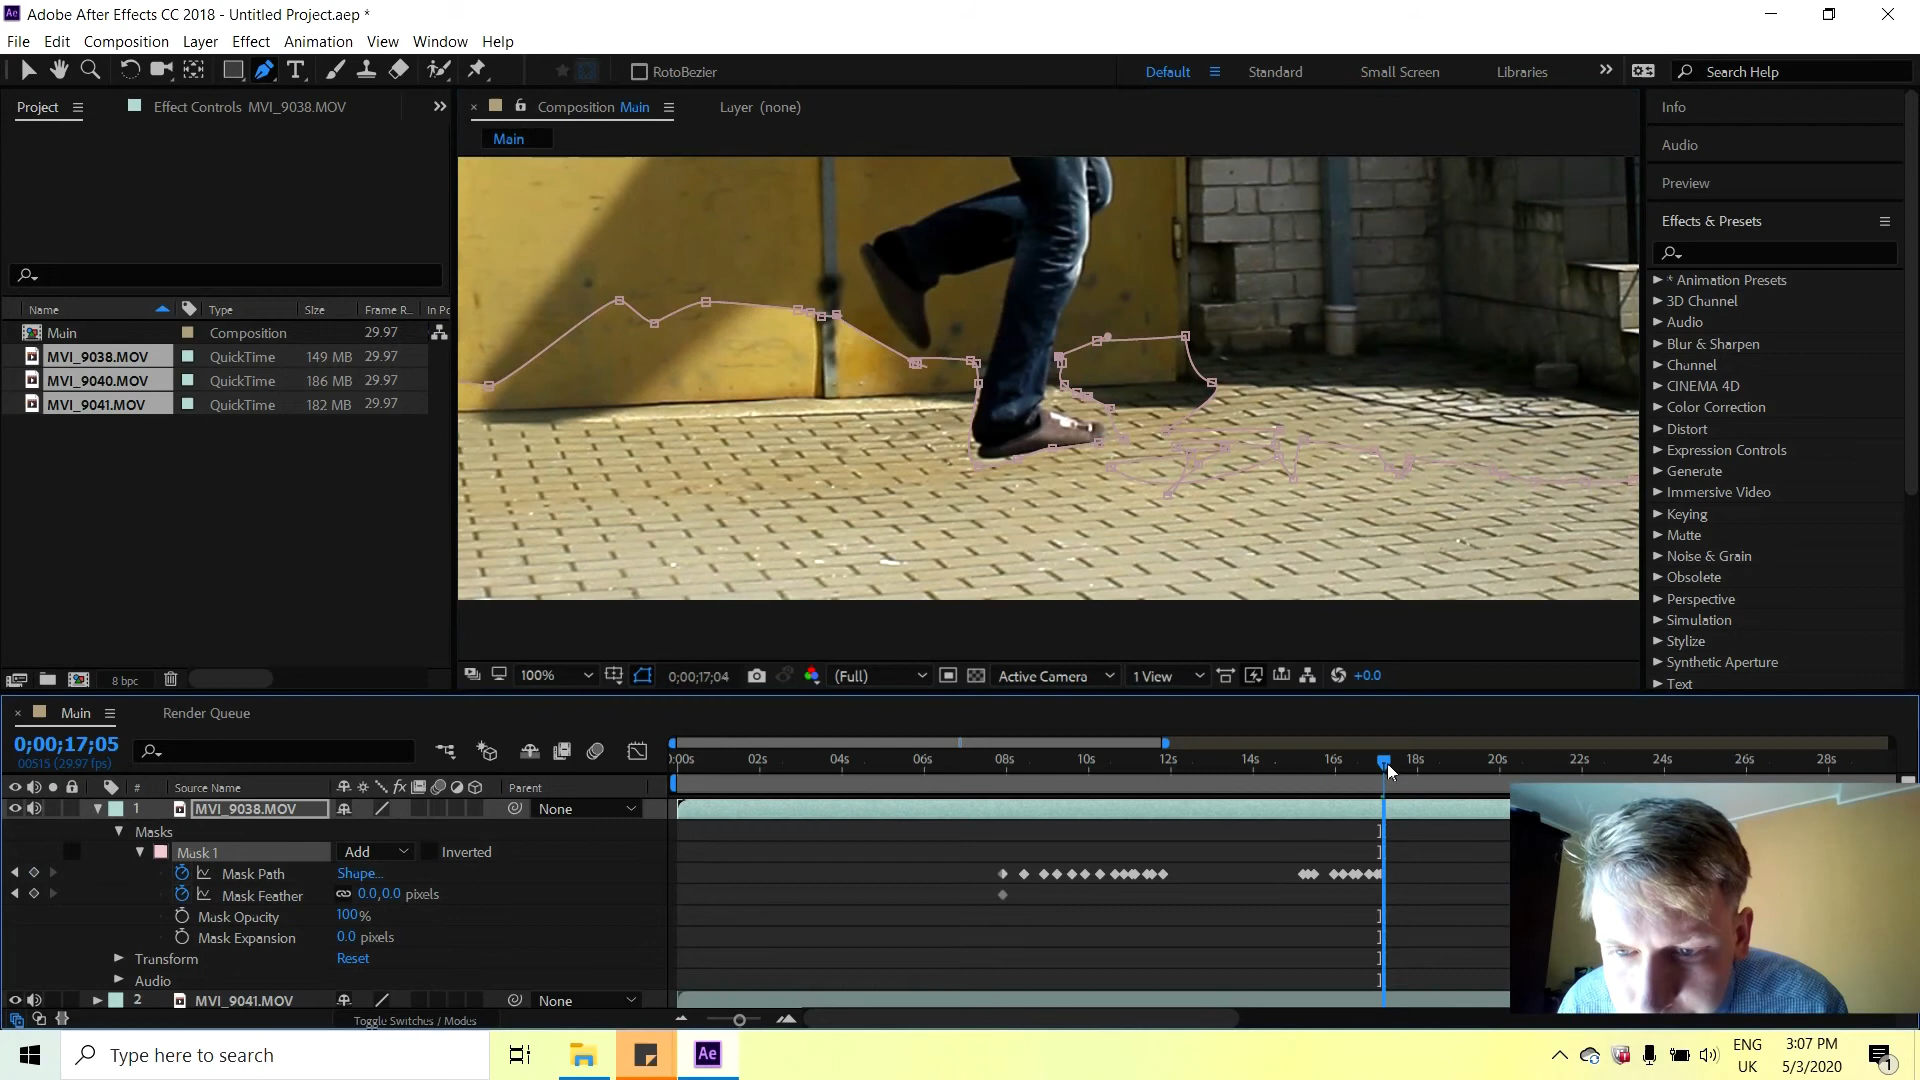 Adobe After Effects CC 2018 - Untitled Project.aep *
File Edit Composition Layer Effect Animation View Window Help
RotoBezier
Default Standard Small Screen Libraries Search Help
Project Effect Controls MVI_9038.MOV
Composition Main Layer (none)
Main
Name Type Size Frame R... In Po
Main Composition 29.97
MVI_9038.MOV QuickTime 149 MB 29.97
MVI_9040.MOV QuickTime 186 MB 29.97
MVI_9041.MOV QuickTime 182 MB 29.97
8 bpc
100% 0;00;17;04 (Full) Active Camera 1 View +0.0
Info
Audio
Preview
Effects & Presets
* Animation Presets
3D Channel
Audio
Blur & Sharpen
Channel
CINEMA 4D
Color Correction
Distort
Expression Controls
Generate
Immersive Video
Keying
Matte
Noise & Grain
Obsolete
Perspective
Simulation
Stylize
Synthetic Aperture
Text
Main Render Queue
0;00;17;05
00515 (29.97 fps)
# Source Name Parent
:00s 02s 04s 06s 08s 10s 12s 14s 16s 18s 20s 22s 24s 26s 28s
1 MVI_9038.MOV None
Masks
Mask 1 Add Inverted
Mask Path Shape...
Mask Feather 0.0,0.0 pixels
Mask Opacity 100%
Mask Expansion 0.0 pixels
Transform Reset
Audio
2 MVI_9041.MOV None
Toggle Switches / Modes
Type here to search
Ae
ENG
UK
3:07 PM
5/3/2020
1